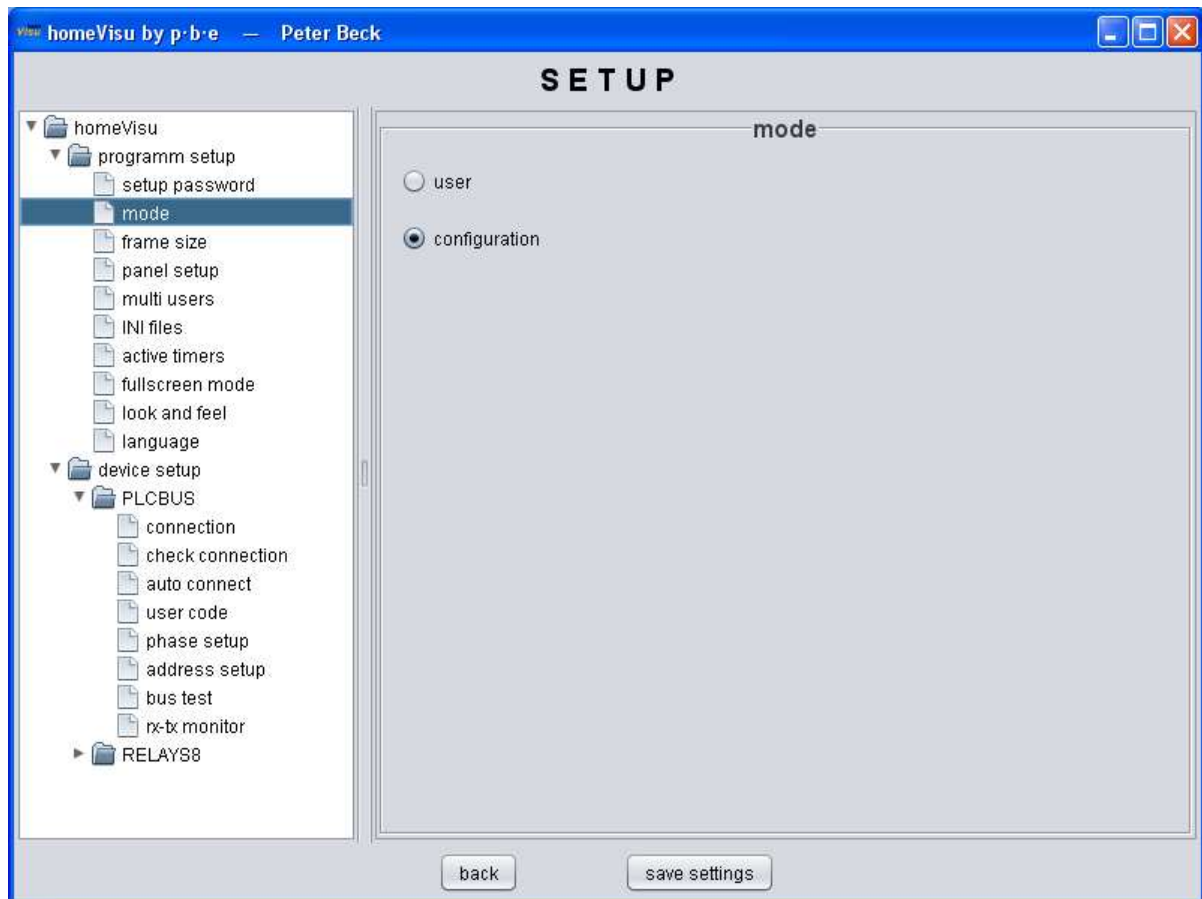 Visu homeVisu by p·b·e — Peter Beck
SETUP
homeVisu
programm setup
setup password
mode
frame size
panel setup
multi users
INI files
active timers
fullscreen mode
look and feel
language
device setup
PLCBUS
connection
check connection
auto connect
user code
phase setup
address setup
bus test
rx-tx monitor
RELAYS8
mode
user
configuration
back
save settings